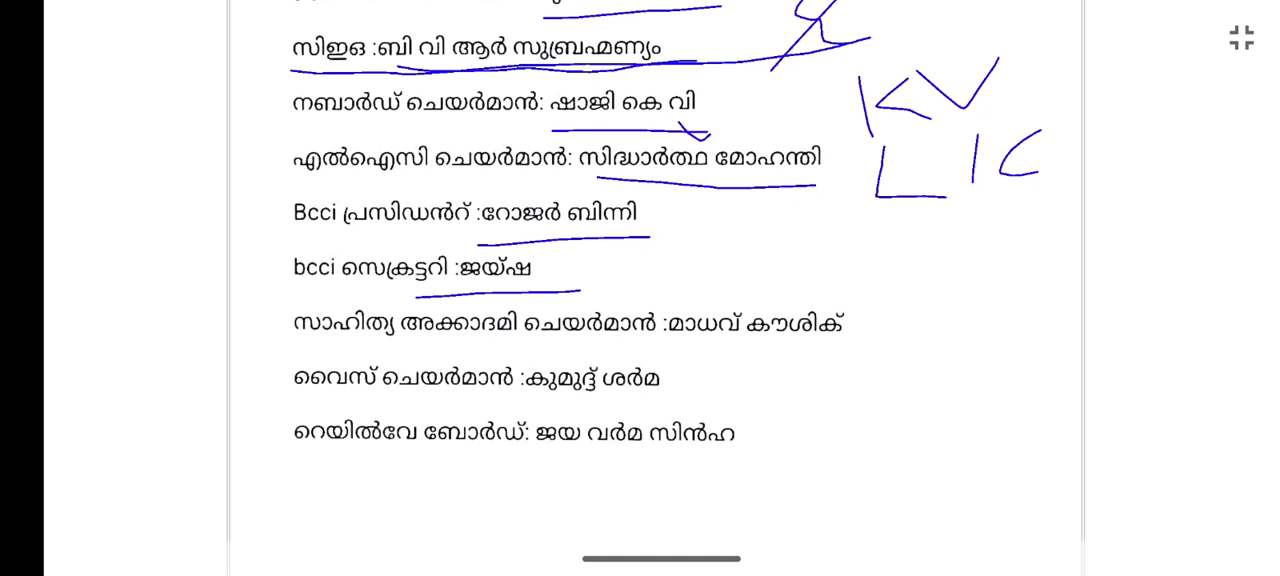 സിഇഒ :ബി വി ആർ സുബ്രഹ്മണ്യം
നബാർഡ് ചെയർമാൻ: ഷാജി കെ വി
KV
എൽഐസി ചെയർമാൻ: സിദ്ധാർത്ഥ മോഹന്തി
LIC
Bcci പ്രസിഡൻറ് :റോജർ ബിന്നി
bcci സെക്രട്ടറി :ജയ്ഷ
സാഹിത്യ അക്കാദമി ചെയർമാൻ :മാധവ് കൗശിക്
വൈസ് ചെയർമാൻ :കുമുദ്ദ് ശർമ
റെയിൽവേ ബോർഡ്: ജയ വർമ സിൻഹ